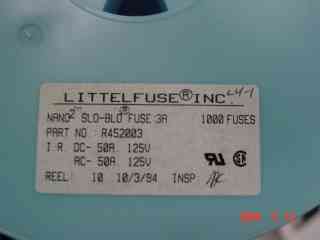 LITTELFUSE® INC.
NANO² SLO-BLO® FUSE 3A 1000 FUSES
PART NO : R452003
I R DC- 50A 125V
AC- 50A 125V
REEL: 10 10/3/94 INSP